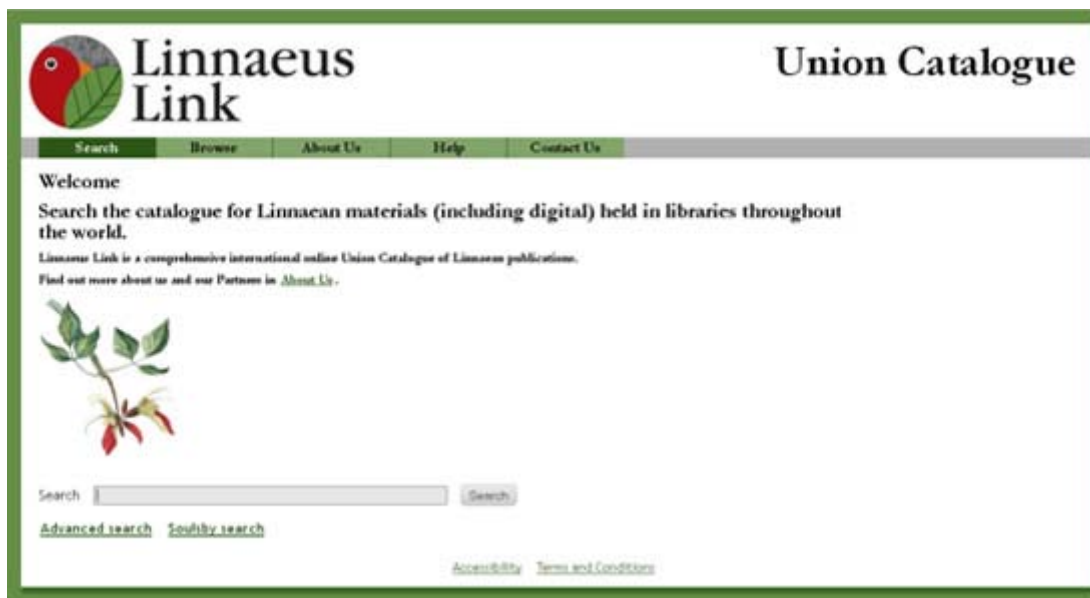 Linnaeus
Link
Union Catalogue
Search Browse About Us Help Contact Us
Welcome
Search the catalogue for Linnaean materials (including digital) held in libraries throughout
the world.
Linnaeus Link is a comprehensive international online Union Catalogue of Linnaean publications.
Find out more about us and our Partners in About Us .
Search Search
Advanced search Soulsby search
Accessibility Terms and Conditions